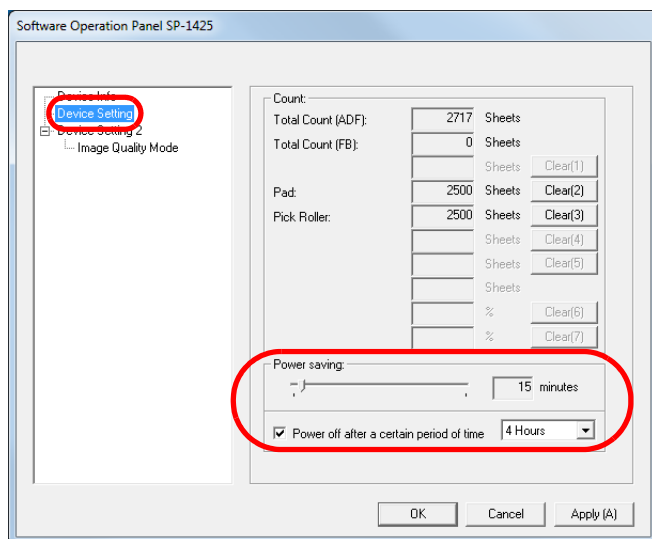 Software Operation Panel SP-1425
Device Info
Device Setting
Device Setting 2
Image Quality Mode
Count:
Total Count (ADF): 2717 Sheets
Total Count (FB): 0 Sheets
Sheets Clear(1)
Pad: 2500 Sheets Clear(2)
Pick Roller: 2500 Sheets Clear(3)
Sheets Clear(4)
Sheets Clear(5)
Sheets
% Clear(6)
% Clear(7)
Power saving:
15 minutes
Power off after a certain period of time 4 Hours
OK Cancel Apply (A)